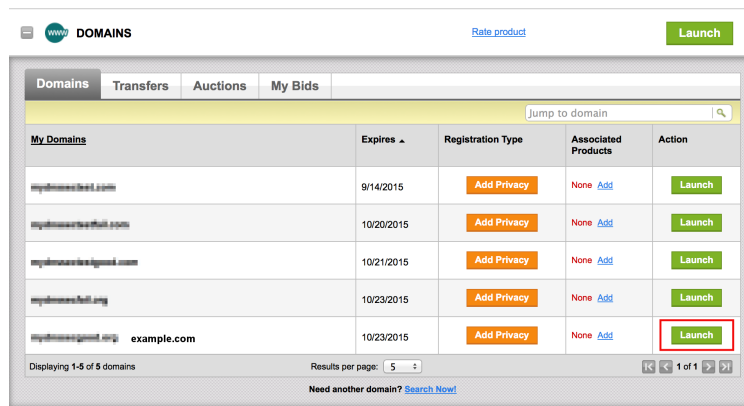 www DOMAINS Rate product Launch
Domains Transfers Auctions My Bids
Jump to domain
My Domains Expires Registration Type Associated Products Action
9/14/2015 Add Privacy None Add Launch
10/20/2015 Add Privacy None Add Launch
10/21/2015 Add Privacy None Add Launch
10/23/2015 Add Privacy None Add Launch
example.com 10/23/2015 Add Privacy None Add Launch
Displaying 1-5 of 5 domains Results per page: 5 1 of 1
Need another domain? Search Now!